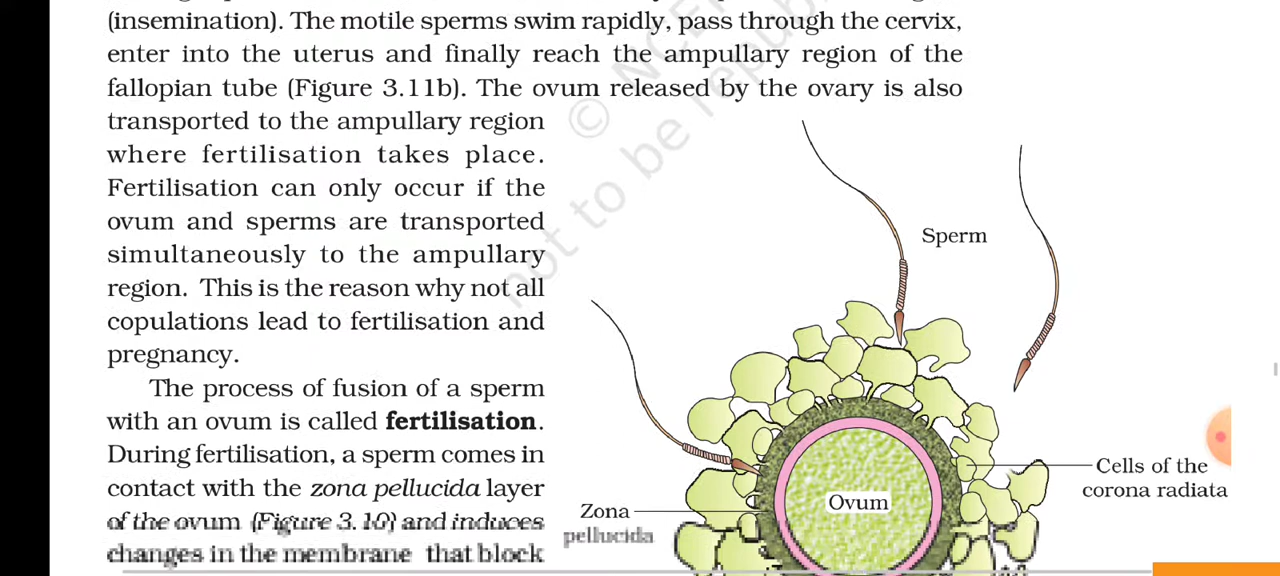 (insemination). The motile sperms swim rapidly, pass through the cervix,
enter into the uterus and finally reach the ampullary region of the
fallopian tube (Figure 3.11b). The ovum released by the ovary is also
transported to the ampullary region
where fertilisation takes place.
Fertilisation can only occur if the
ovum and sperms are transported
simultaneously to the ampullary
region. This is the reason why not all
copulations lead to fertilisation and
pregnancy.
The process of fusion of a sperm
with an ovum is called fertilisation.
During fertilisation, a sperm comes in
contact with the zona pellucida layer
of the ovum (Figure 3.10) and induces
changes in the membrane that block
Sperm
Cells of the
corona radiata
Ovum
Zona
pellucida
© NCE
not to be republ